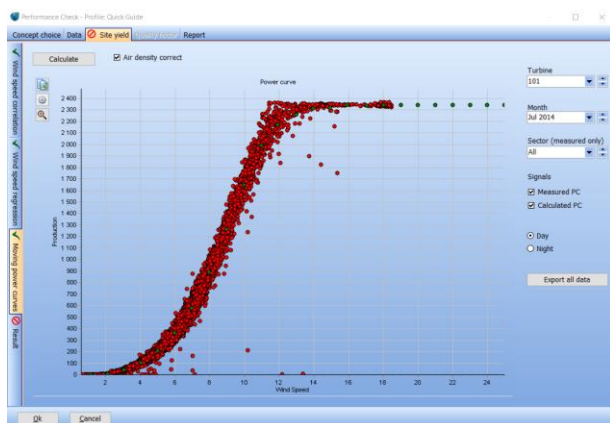 Performance Check - Profile: Quick Guide
Concept choice Data Site yield Quality home Report
Calculate Air density correct
Wind speed correlation
Wind speed regression
Moving power curves
Result
Power curve
Production
2 400
2 300
2 200
2 100
2 000
1 900
1 800
1 700
1 600
1 500
1 400
1 300
1 200
1 100
1 000
900
800
700
600
500
400
300
200
100
0
2 4 6 8 10 12 14 16 18 20 22 24
Wind Speed
Turbine
101
Month
Jul 2014
Sector (measured only)
All
Signals
Measured PC
Calculated PC
Day
Night
Export all data
Ok Cancel